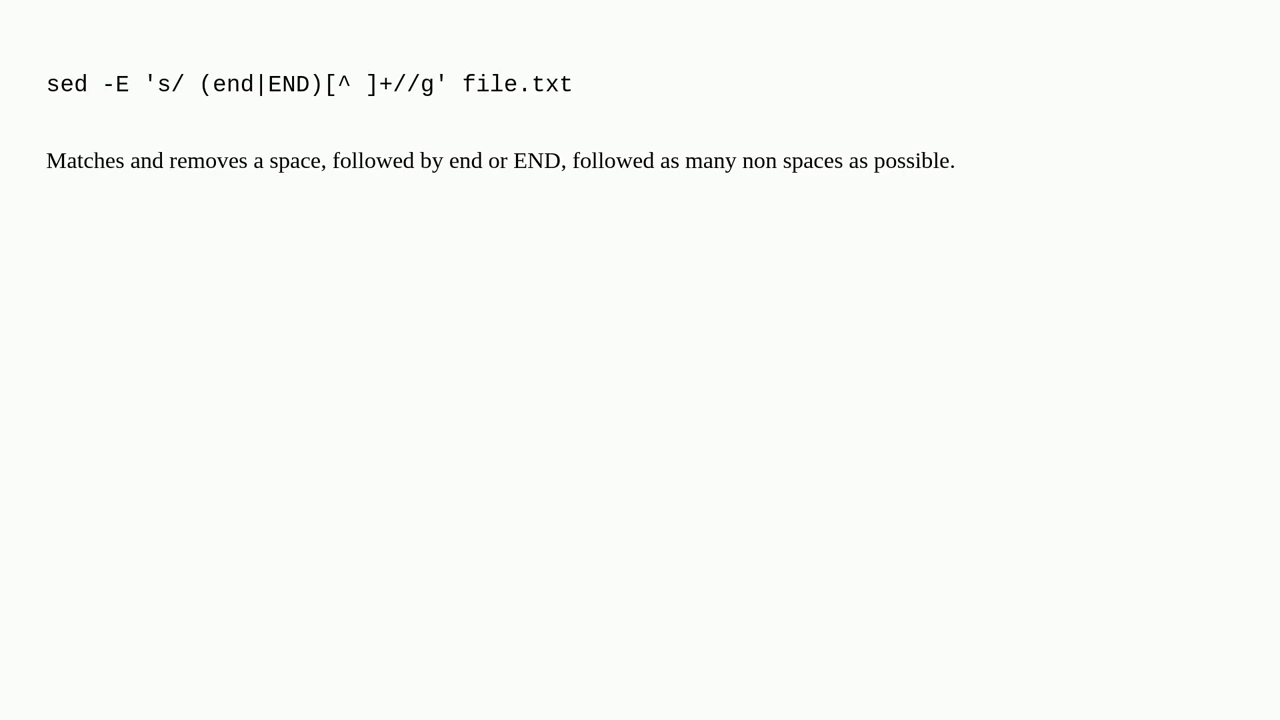 sed -E 's/ (end|END)[^ ]+//g' file.txt
Matches and removes a space, followed by end or END, followed as many non spaces as possible.